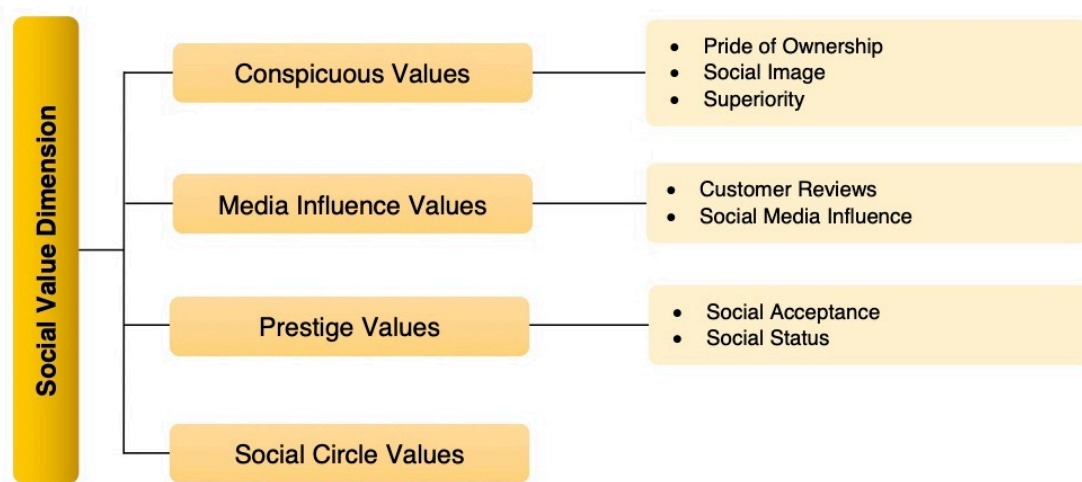 Social Value Dimension
Conspicuous Values
• Pride of Ownership
• Social Image
• Superiority
Media Influence Values
• Customer Reviews
• Social Media Influence
Prestige Values
• Social Acceptance
• Social Status
Social Circle Values